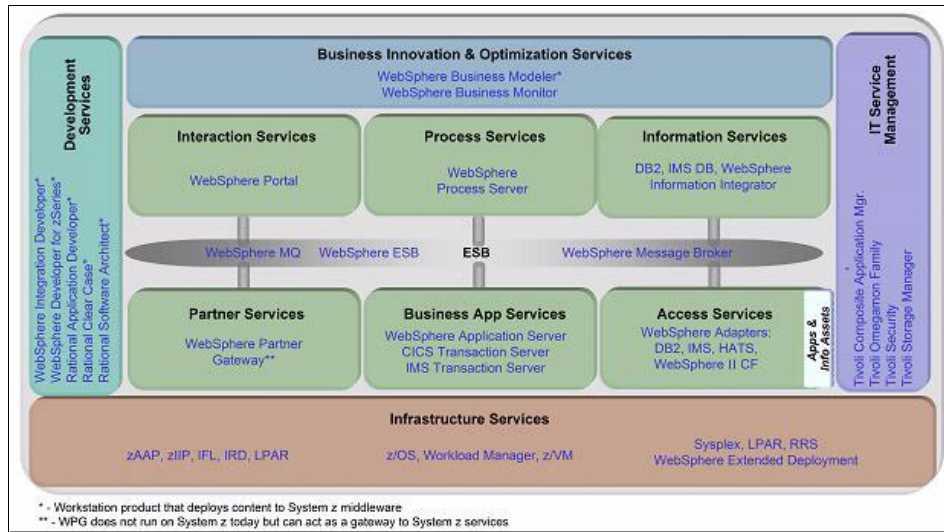 Business Innovation & Optimization Services
WebSphere Business Modeler*
WebSphere Business Monitor
Development
Services
WebSphere Integration Developer*
WebSphere Developer for zSeries*
Rational Application Developer*
Rational Clear Case*
Rational Software Architect*
Interaction Services
WebSphere Portal
Process Services
WebSphere
Process Server
Information Services
DB2, IMS DB, WebSphere
Information Integrator
IT Service
Management
Tivoli Composite Application Mgr.
*
Tivoli Omegamon Family
Tivoli Security
Tivoli Storage Manager
WebSphere MQ
WebSphere ESB
ESB
WebSphere Message Broker
Partner Services
WebSphere Partner
Gateway**
Business App Services
WebSphere Application Server
CICS Transaction Server
IMS Transaction Server
Access Services
WebSphere Adapters:
DB2, IMS, HATS,
WebSphere II CF
Apps &
Info Assets
Infrastructure Services
zAAP, zIIP, IFL, IRD, LPAR
z/OS, Workload Manager, z/VM
Sysplex, LPAR, RRS
WebSphere Extended Deployment
* - Workstation product that deploys content to System z middleware
** - WPG does not run on System z today but can act as a gateway to System z services